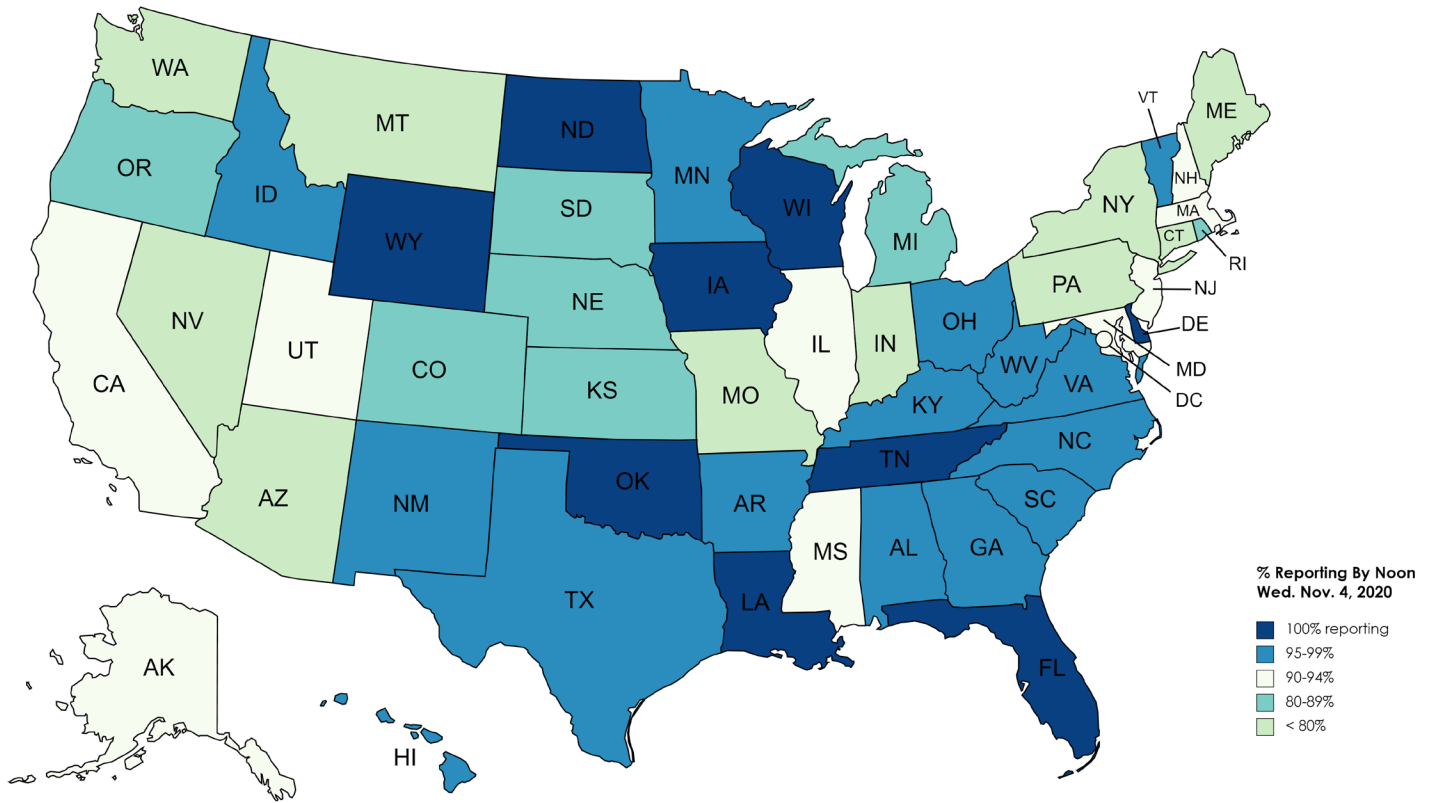 WA
MT
ND
MN
VT
ME
OR
ID
SD
WI
NH
NY
MA
WY
MI
CT
RI
IA
PA
NJ
NE
NV
OH
DE
UT
IL
IN
CO
WV
MD
CA
KS
MO
VA
DC
KY
NC
TN
OK
AZ
NM
AR
SC
MS
AL
GA
TX
LA
AK
FL
HI
% Reporting By Noon
Wed. Nov. 4, 2020
100% reporting
95-99%
90-94%
80-89%
< 80%